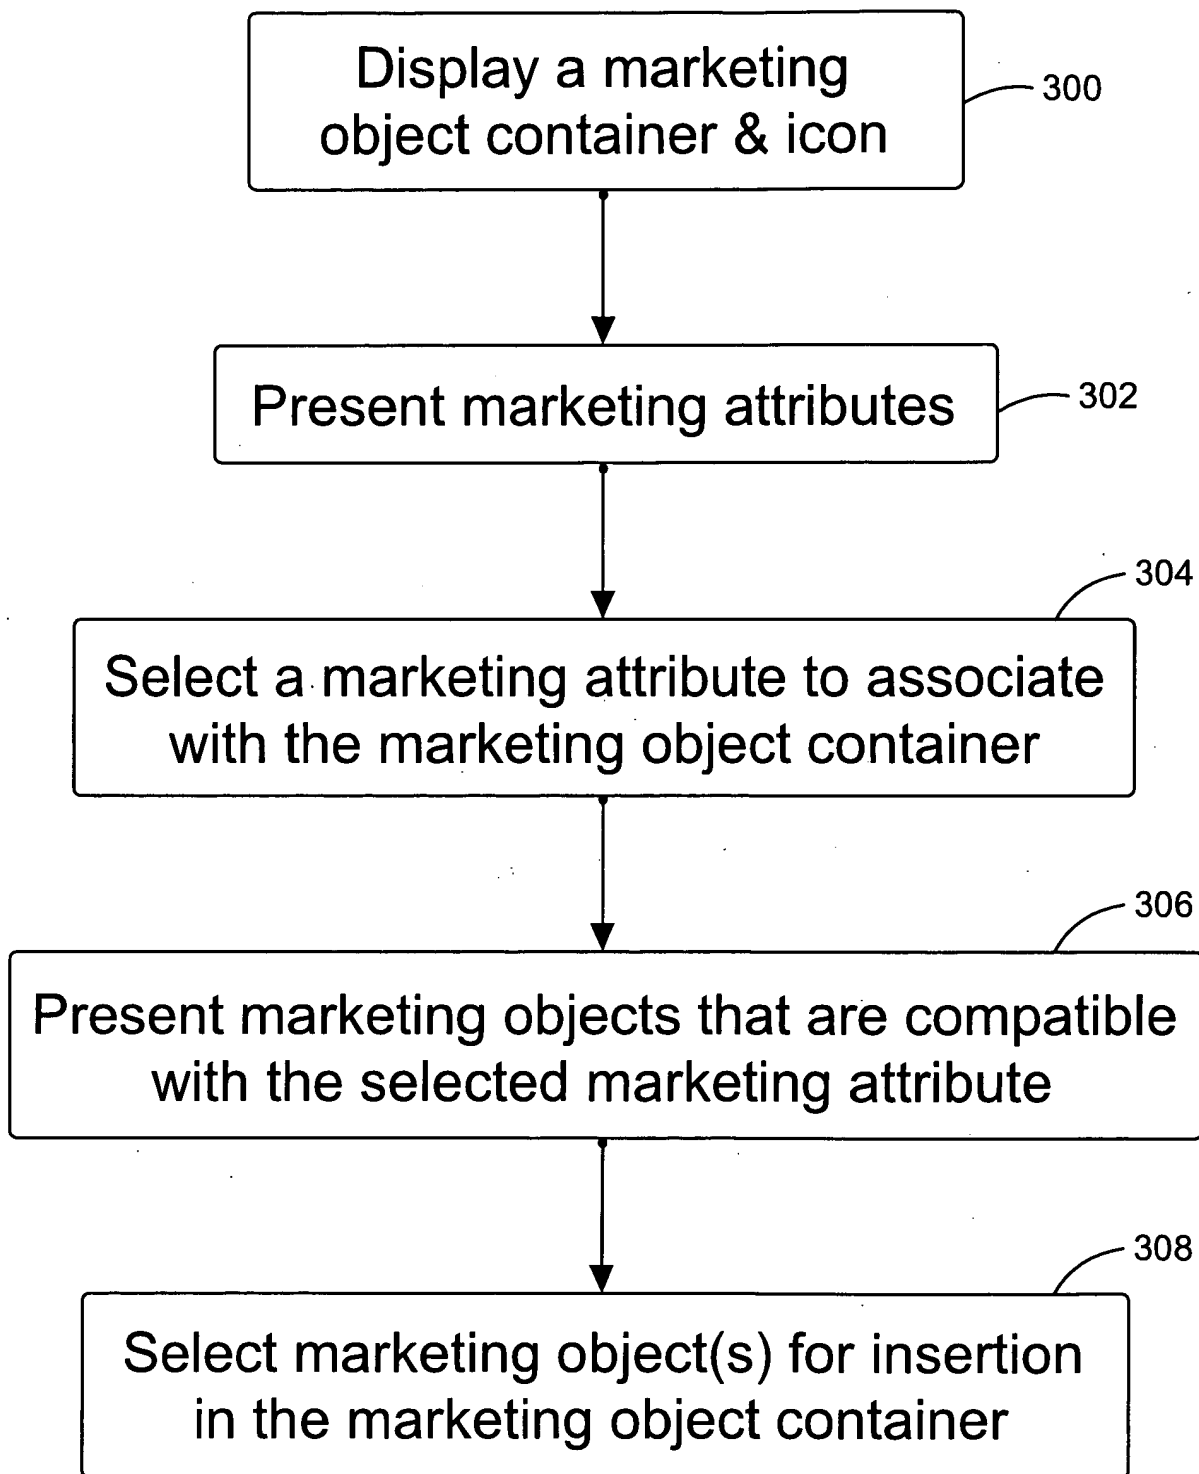 Display a marketing
object container & icon
300
Present marketing attributes
302
304
Select a marketing attribute to associate
with the marketing object container
306
Present marketing objects that are compatible
with the selected marketing attribute
308
Select marketing object(s) for insertion
in the marketing object container